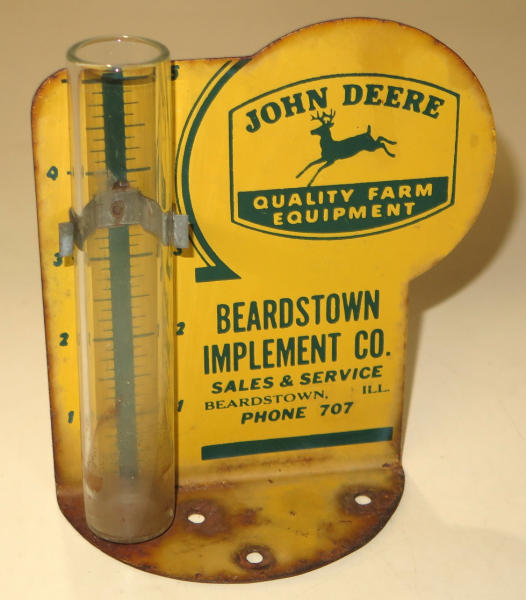 JOHN DEERE
QUALITY FARM
EQUIPMENT
BEARDSTOWN
IMPLEMENT CO.
SALES & SERVICE
BEARDSTOWN, ILL.
PHONE 707
5
4
3
2 2
1 1